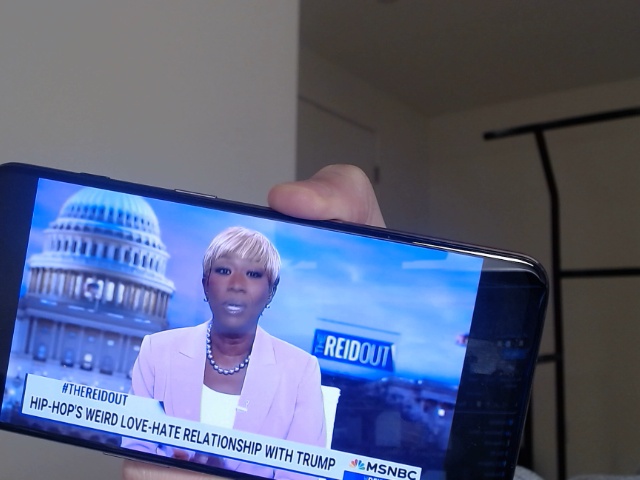 THE REIDOUT
#THEREIDOUT
HIP-HOP'S WEIRD LOVE-HATE RELATIONSHIP WITH TRUMP
MSNBC